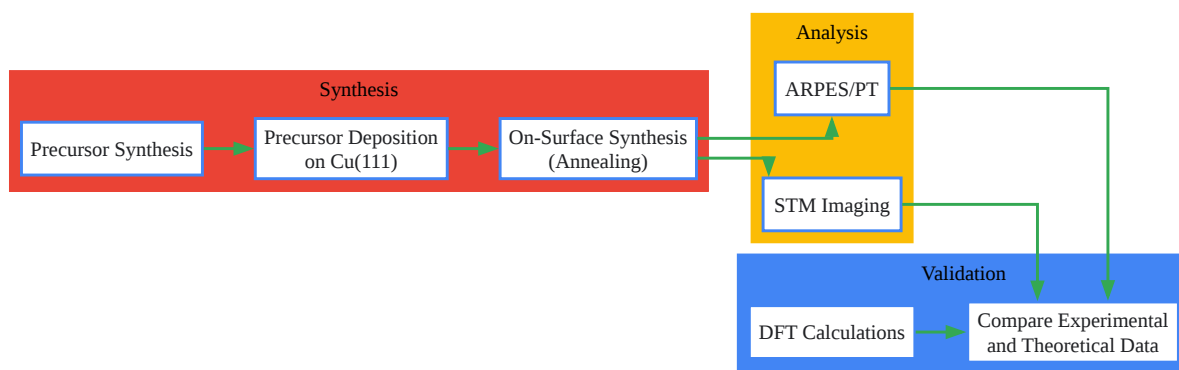 Synthesis
Precursor Synthesis
Precursor Deposition
on Cu(111)
On-Surface Synthesis
(Annealing)
Analysis
ARPES/PT
STM Imaging
Validation
DFT Calculations
Compare Experimental
and Theoretical Data